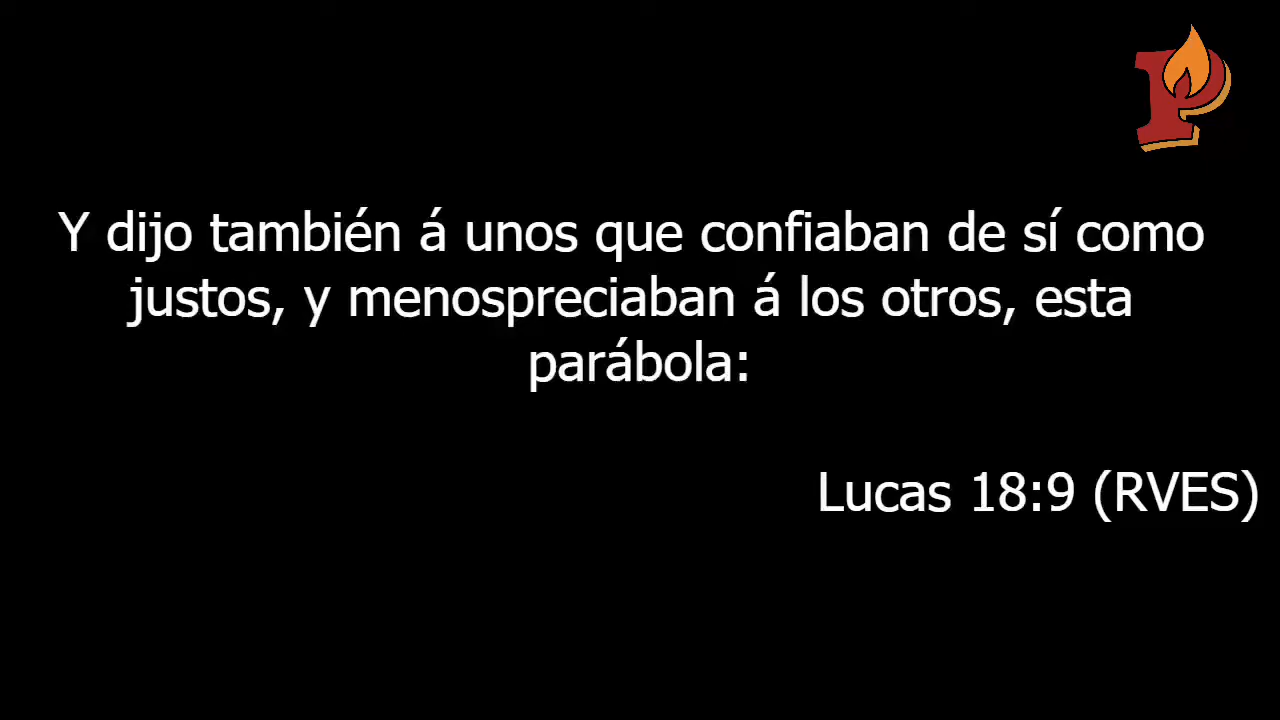 Y dijo también á unos que confiaban de sí como
justos, y menospreciaban á los otros, esta
parábola:
Lucas 18:9 (RVES)
P